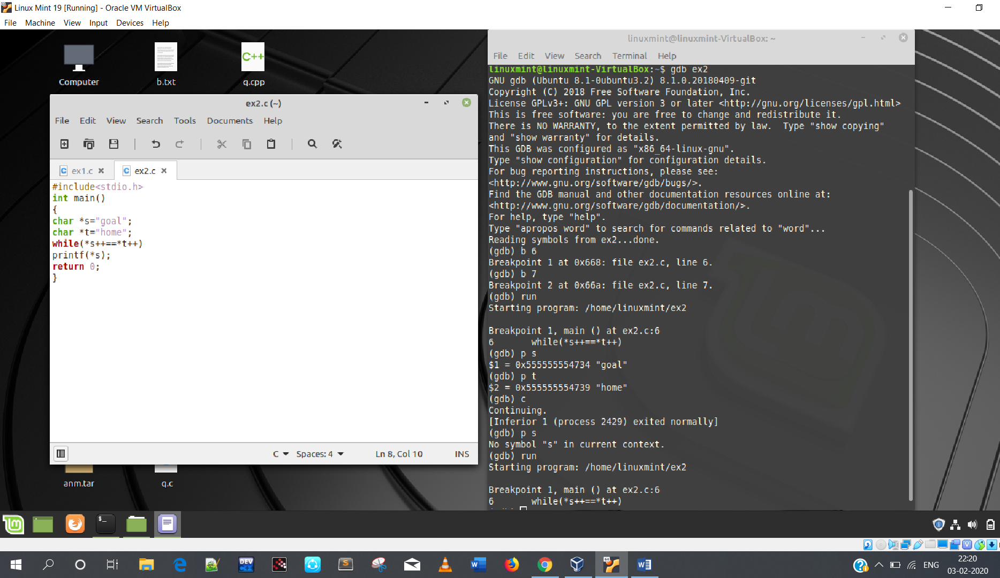 Linux Mint 19 [Running] - Oracle VM VirtualBox
File Machine View Input Devices Help
Computer
b.txt
C++
q.cpp
ex2.c (~)
File Edit View Search Tools Documents Help
ex1.c
ex2.c
#include<stdio.h>
int main()
{
char *s="goal";
char *t="home";
while(*s++==*t++)
printf(*s);
return 0;
}
C Spaces: 4 Ln 8, Col 10 INS
anm.tar
q.c
linuxmint@linuxmint-VirtualBox: ~
File Edit View Search Terminal Help
linuxmint@linuxmint-VirtualBox:~$ gdb ex2
GNU gdb (Ubuntu 8.1-0ubuntu3.2) 8.1.0.20180409-git
Copyright (C) 2018 Free Software Foundation, Inc.
License GPLv3+: GNU GPL version 3 or later <http://gnu.org/licenses/gpl.html>
This is free software: you are free to change and redistribute it.
There is NO WARRANTY, to the extent permitted by law.  Type "show copying"
and "show warranty" for details.
This GDB was configured as "x86_64-linux-gnu".
Type "show configuration" for configuration details.
For bug reporting instructions, please see:
<http://www.gnu.org/software/gdb/bugs/>.
Find the GDB manual and other documentation resources online at:
<http://www.gnu.org/software/gdb/documentation/>.
For help, type "help".
Type "apropos word" to search for commands related to "word"...
Reading symbols from ex2...done.
(gdb) b 6
Breakpoint 1 at 0x668: file ex2.c, line 6.
(gdb) b 7
Breakpoint 2 at 0x66a: file ex2.c, line 7.
(gdb) run
Starting program: /home/linuxmint/ex2
Breakpoint 1, main () at ex2.c:6
6       while(*s++==*t++)
(gdb) p s
$1 = 0x555555554734 "goal"
(gdb) p t
$2 = 0x555555554739 "home"
(gdb) c
Continuing.
[Inferior 1 (process 2429) exited normally]
(gdb) p s
No symbol "s" in current context.
(gdb) run
Starting program: /home/linuxmint/ex2
Breakpoint 1, main () at ex2.c:6
6       while(*s++==*t++)
ENG
22:20
03-02-2020